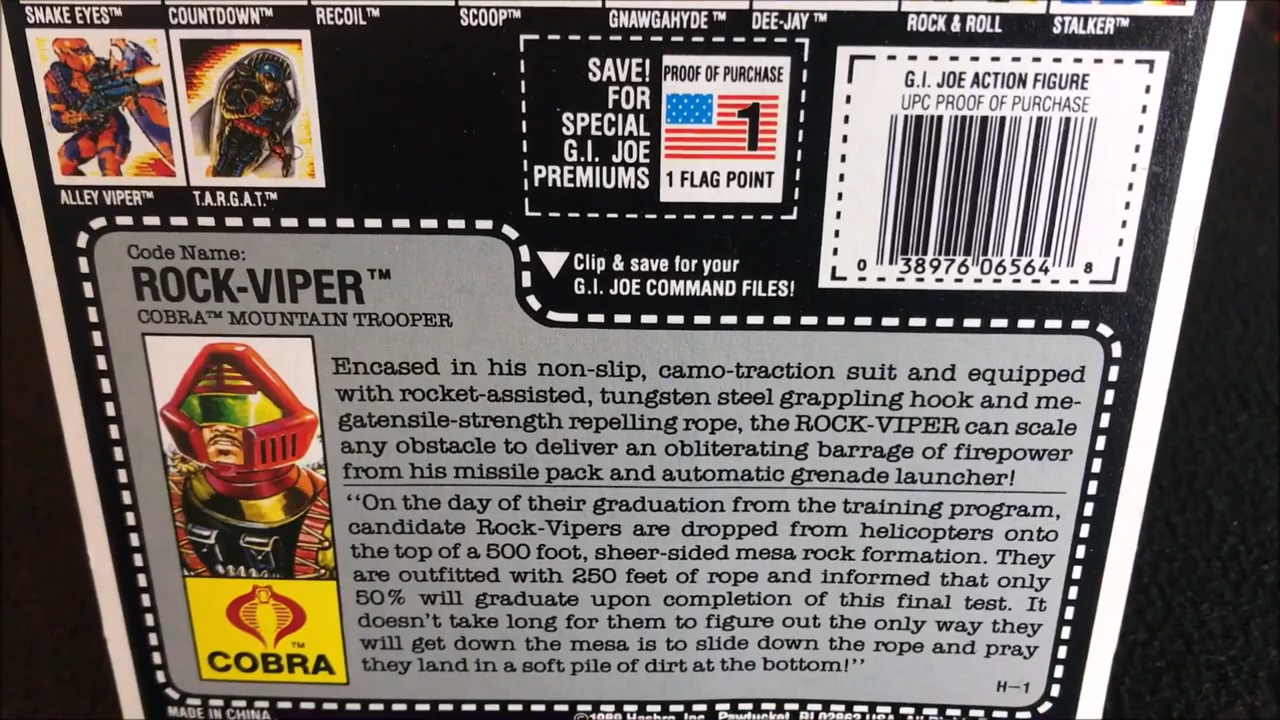 SNAKE EYES™ COUNTDOWN™ RECOIL™ SCOOP™ GNAWGAHYDE™ DEE-JAY™ ROCK & ROLL STALKER™
ALLEY VIPER™ T.A.R.G.A.T.™
SAVE!
FOR
SPECIAL
G.I. JOE
PREMIUMS
PROOF OF PURCHASE
1
1 FLAG POINT
G.I. JOE ACTION FIGURE
UPC PROOF OF PURCHASE
0 38976 06564 8
Clip & save for your
G.I. JOE COMMAND FILES!
Code Name:
ROCK-VIPER™
COBRA™ MOUNTAIN TROOPER
Encased in his non-slip, camo-traction suit and equipped
with rocket-assisted, tungsten steel grappling hook and me-
gatensile-strength repelling rope, the ROCK-VIPER can scale
any obstacle to deliver an obliterating barrage of firepower
from his missile pack and automatic grenade launcher!
"On the day of their graduation from the training program,
candidate Rock-Vipers are dropped from helicopters onto
the top of a 500 foot, sheer-sided mesa rock formation. They
are outfitted with 250 feet of rope and informed that only
50% will graduate upon completion of this final test. It
doesn't take long for them to figure out the only way they
will get down the mesa is to slide down the rope and pray
they land in a soft pile of dirt at the bottom!"
COBRA™
H-1
MADE IN CHINA.
©1989 Hasbro, Inc., Pawtucket, RI 02862 USA. All